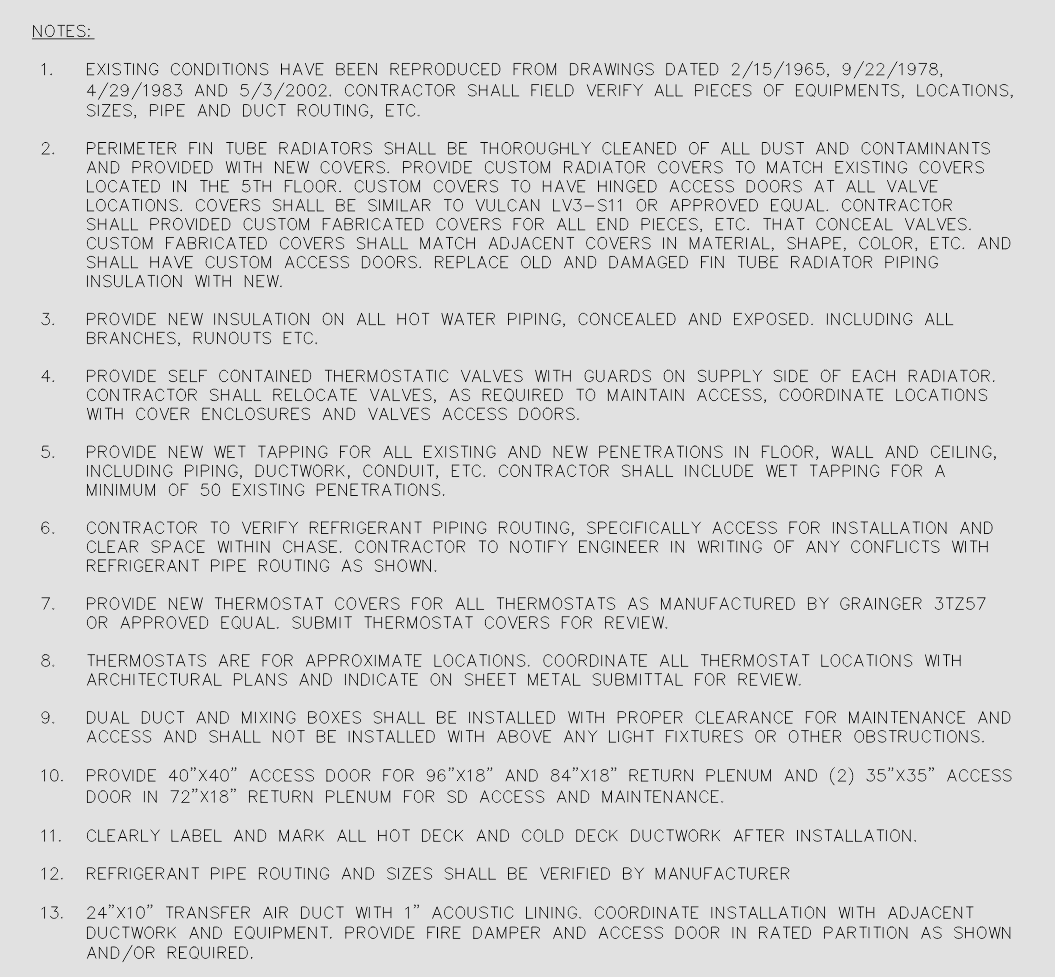 NOTES:
1. EXISTING CONDITIONS HAVE BEEN REPRODUCED FROM DRAWINGS DATED 2/15/1965, 9/22/1978,
4/29/1983 AND 5/3/2002. CONTRACTOR SHALL FIELD VERIFY ALL PIECES OF EQUIPMENTS, LOCATIONS,
SIZES, PIPE AND DUCT ROUTING, ETC.
2. PERIMETER FIN TUBE RADIATORS SHALL BE THOROUGHLY CLEANED OF ALL DUST AND CONTAMINANTS
AND PROVIDED WITH NEW COVERS. PROVIDE CUSTOM RADIATOR COVERS TO MATCH EXISTING COVERS
LOCATED IN THE 5TH FLOOR. CUSTOM COVERS TO HAVE HINGED ACCESS DOORS AT ALL VALVE
LOCATIONS. COVERS SHALL BE SIMILAR TO VULCAN LV3-S11 OR APPROVED EQUAL. CONTRACTOR
SHALL PROVIDED CUSTOM FABRICATED COVERS FOR ALL END PIECES, ETC. THAT CONCEAL VALVES.
CUSTOM FABRICATED COVERS SHALL MATCH ADJACENT COVERS IN MATERIAL, SHAPE, COLOR, ETC. AND
SHALL HAVE CUSTOM ACCESS DOORS. REPLACE OLD AND DAMAGED FIN TUBE RADIATOR PIPING
INSULATION WITH NEW.
3. PROVIDE NEW INSULATION ON ALL HOT WATER PIPING, CONCEALED AND EXPOSED. INCLUDING ALL
BRANCHES, RUNOUTS ETC.
4. PROVIDE SELF CONTAINED THERMOSTATIC VALVES WITH GUARDS ON SUPPLY SIDE OF EACH RADIATOR.
CONTRACTOR SHALL RELOCATE VALVES, AS REQUIRED TO MAINTAIN ACCESS, COORDINATE LOCATIONS
WITH COVER ENCLOSURES AND VALVES ACCESS DOORS.
5. PROVIDE NEW WET TAPPING FOR ALL EXISTING AND NEW PENETRATIONS IN FLOOR, WALL AND CEILING,
INCLUDING PIPING, DUCTWORK, CONDUIT, ETC. CONTRACTOR SHALL INCLUDE WET TAPPING FOR A
MINIMUM OF 50 EXISTING PENETRATIONS.
6. CONTRACTOR TO VERIFY REFRIGERANT PIPING ROUTING, SPECIFICALLY ACCESS FOR INSTALLATION AND
CLEAR SPACE WITHIN CHASE. CONTRACTOR TO NOTIFY ENGINEER IN WRITING OF ANY CONFLICTS WITH
REFRIGERANT PIPE ROUTING AS SHOWN.
7. PROVIDE NEW THERMOSTAT COVERS FOR ALL THERMOSTATS AS MANUFACTURED BY GRAINGER 3TZ57
OR APPROVED EQUAL. SUBMIT THERMOSTAT COVERS FOR REVIEW.
8. THERMOSTATS ARE FOR APPROXIMATE LOCATIONS. COORDINATE ALL THERMOSTAT LOCATIONS WITH
ARCHITECTURAL PLANS AND INDICATE ON SHEET METAL SUBMITTAL FOR REVIEW.
9. DUAL DUCT AND MIXING BOXES SHALL BE INSTALLED WITH PROPER CLEARANCE FOR MAINTENANCE AND
ACCESS AND SHALL NOT BE INSTALLED WITH ABOVE ANY LIGHT FIXTURES OR OTHER OBSTRUCTIONS.
10. PROVIDE 40"X40" ACCESS DOOR FOR 96"X18" AND 84"X18" RETURN PLENUM AND (2) 35"X35" ACCESS
DOOR IN 72"X18" RETURN PLENUM FOR SD ACCESS AND MAINTENANCE.
11. CLEARLY LABEL AND MARK ALL HOT DECK AND COLD DECK DUCTWORK AFTER INSTALLATION.
12. REFRIGERANT PIPE ROUTING AND SIZES SHALL BE VERIFIED BY MANUFACTURER
13. 24"X10" TRANSFER AIR DUCT WITH 1" ACOUSTIC LINING. COORDINATE INSTALLATION WITH ADJACENT
DUCTWORK AND EQUIPMENT. PROVIDE FIRE DAMPER AND ACCESS DOOR IN RATED PARTITION AS SHOWN
AND/OR REQUIRED.